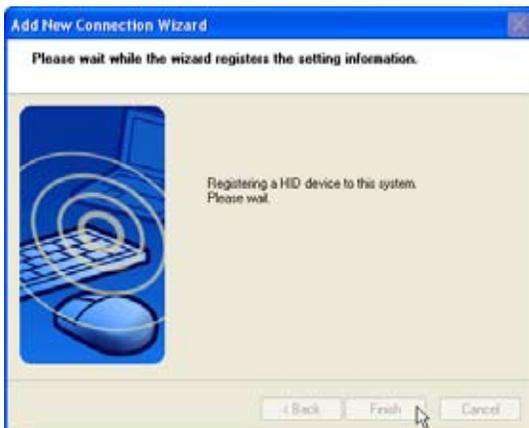 Add New Connection Wizard
Please wait while the wizard registers the setting information.
Registering a HID device to this system.
Please wait.
< Back
Finish
Cancel